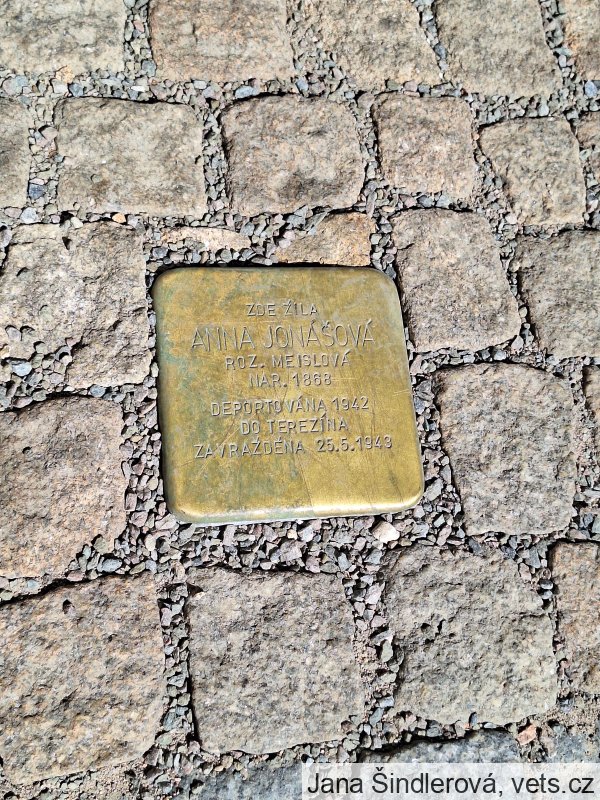 ZDE ŽILA
ANNA JONÁŠOVÁ
ROZ. MEISLOVÁ
NAR. 1868
DEPORTOVÁNA 1942
DO TEREZÍNA
ZAVRAŽDĚNA 25.5.1943
Jana Šindlerová, vets.cz